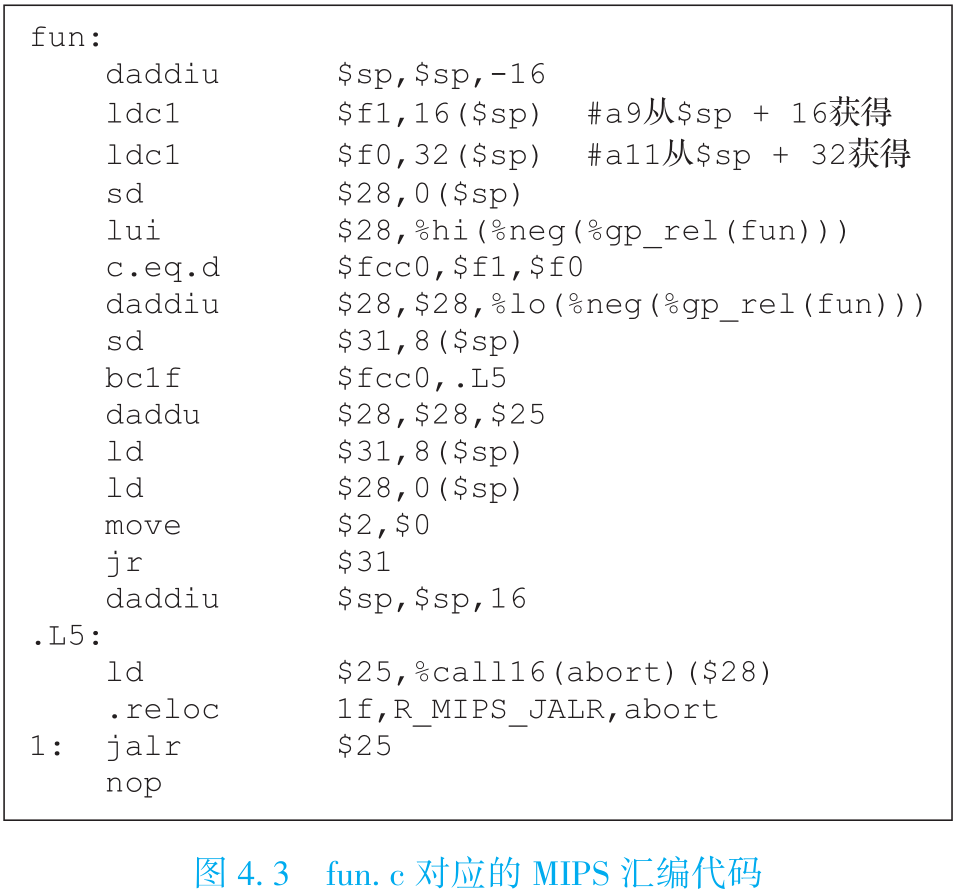 fun:
    daddiu      $sp,$sp,-16
    ldc1        $f1,16($sp)  #a9从$sp + 16获得
    ldc1        $f0,32($sp)  #a11从$sp + 32获得
    sd          $28,0($sp)
    lui         $28,%hi(%neg(%gp_rel(fun)))
    c.eq.d      $fcc0,$f1,$f0
    daddiu      $28,$28,%lo(%neg(%gp_rel(fun)))
    sd          $31,8($sp)
    bc1f        $fcc0,.L5
    daddu       $28,$28,$25
    ld          $31,8($sp)
    ld          $28,0($sp)
    move        $2,$0
    jr          $31
    daddiu      $sp,$sp,16
.L5:
    ld          $25,%call16(abort)($28)
    .reloc      1f,R_MIPS_JALR,abort
1:  jalr        $25
    nop
图 4.3 fun.c 对应的 MIPS 汇编代码